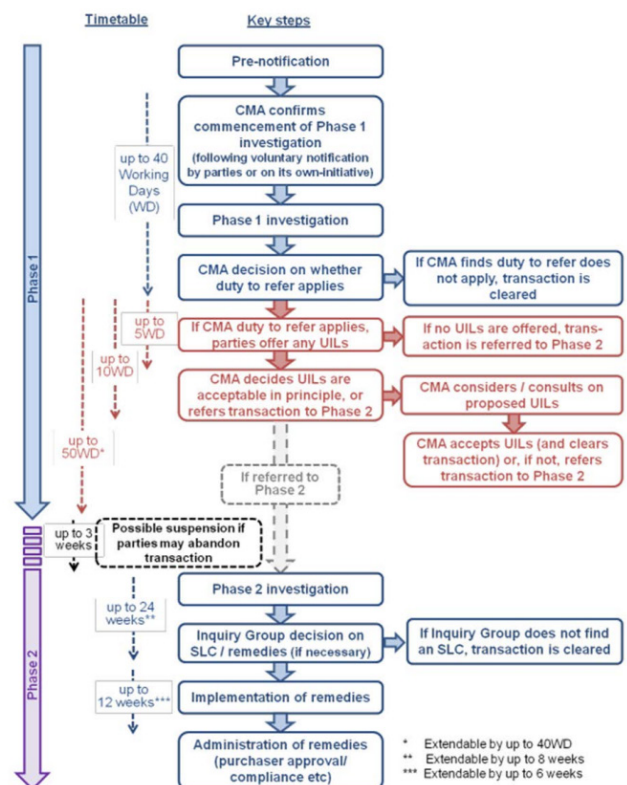 Timetable
Key steps
Pre-notification
CMA confirms
commencement of Phase 1
investigation
(following voluntary notification
by parties or on its own-initiative)
up to 40
Working
Days
(WD)
Phase 1 investigation
Phase 1
CMA decision on whether
duty to refer applies
If CMA finds duty to refer does
not apply, transaction is
cleared
up to
5WD
If CMA duty to refer applies,
parties offer any UILs
If no UILs are offered, trans-
action is referred to Phase 2
up to
10WD
CMA decides UILs are
acceptable in principle, or
refers transaction to Phase 2
CMA considers / consults on
proposed UILs
up to
50WD*
CMA accepts UILs (and clears
transaction) or, if not, refers
transaction to Phase 2
If referred to
Phase 2
up to 3
weeks
Possible suspension if
parties may abandon
transaction
Phase 2 investigation
up to 24
weeks**
Inquiry Group decision on
SLC / remedies (if necessary)
If Inquiry Group does not find
an SLC, transaction is cleared
Phase 2
up to
12 weeks***
Implementation of remedies
Administration of remedies
(purchaser approval/
compliance etc)
* Extendable by up to 40WD
** Extendable by up to 8 weeks
*** Extendable by up to 6 weeks